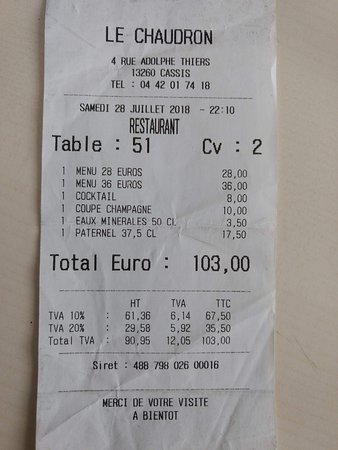 LE CHAUDRON
4 RUE ADOLPHE THIERS
13260 CASSIS
TEL : 04 42 01 74 18
SAMEDI 28 JUILLET 2018 - 22:10
RESTAURANT
Table : 51 Cv : 2
1 MENU 28 EUROS 28,00
1 MENU 36 EUROS 36,00
1 COCKTAIL 8,00
1 COUPE CHAMPAGNE 10,00
1 EAUX MINERALES 50 CL 3,50
1 PATERNEL 37,5 CL 17,50
Total Euro : 103,00
HT TVA TTC
TVA 10% : 61,36 6,14 67,50
TVA 20% : 29,58 5,92 35,50
Total TVA : 90,95 12,05 103,00
Siret : 488 798 026 00016
MERCI DE VOTRE VISITE
A BIENTOT